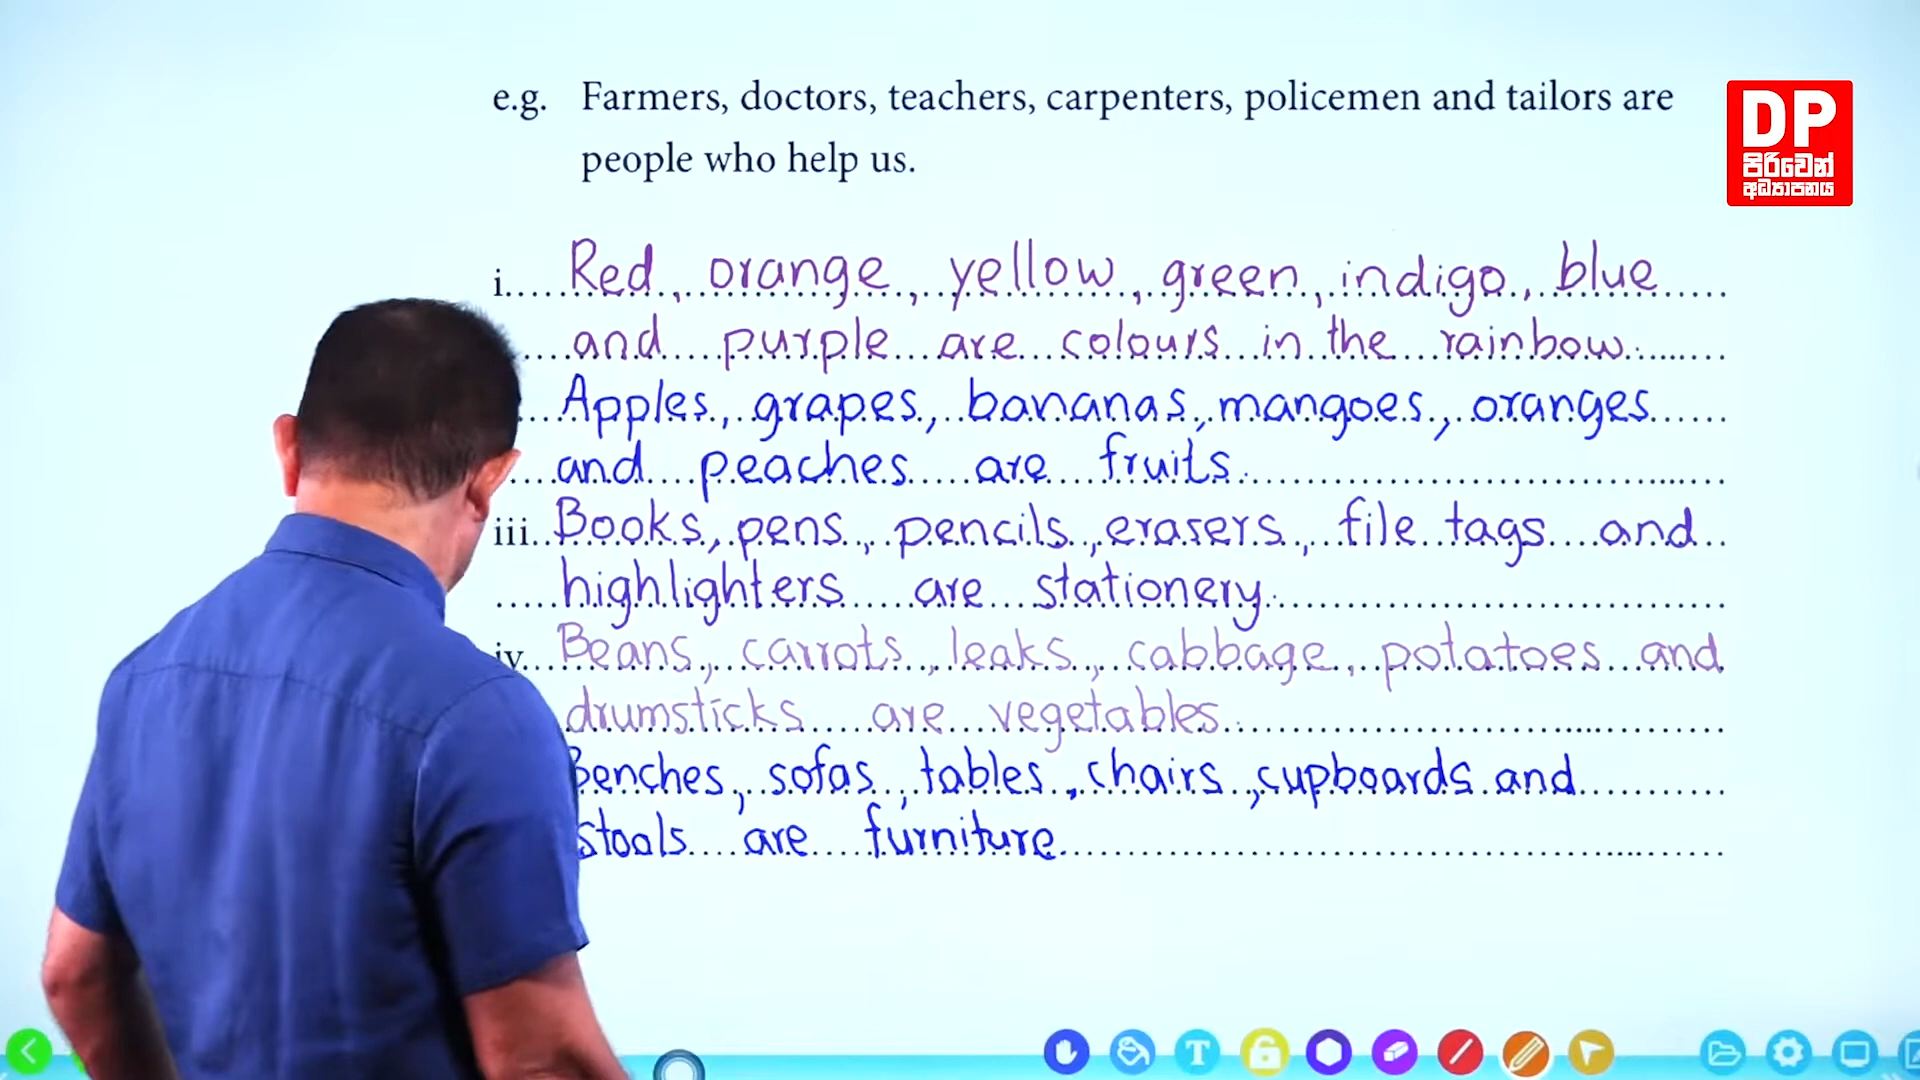 e.g. Farmers, doctors, teachers, carpenters, policemen and tailors are
people who help us.
DP
පිරිවෙන්
අධ්‍යාපනය
i. Red, orange, yellow, green, indigo, blue
and purple are colours in the rainbow.
Apples, grapes, bananas, mangoes, oranges
and peaches are fruits.
iii. Books, pens, pencils, erasers, file tags and
highlighters are stationery.
iv. Beans, carrots, leaks, cabbage, potatoes and
drumsticks are vegetables.
Benches, sofas, tables, chairs, cupboards and
stools are furniture.